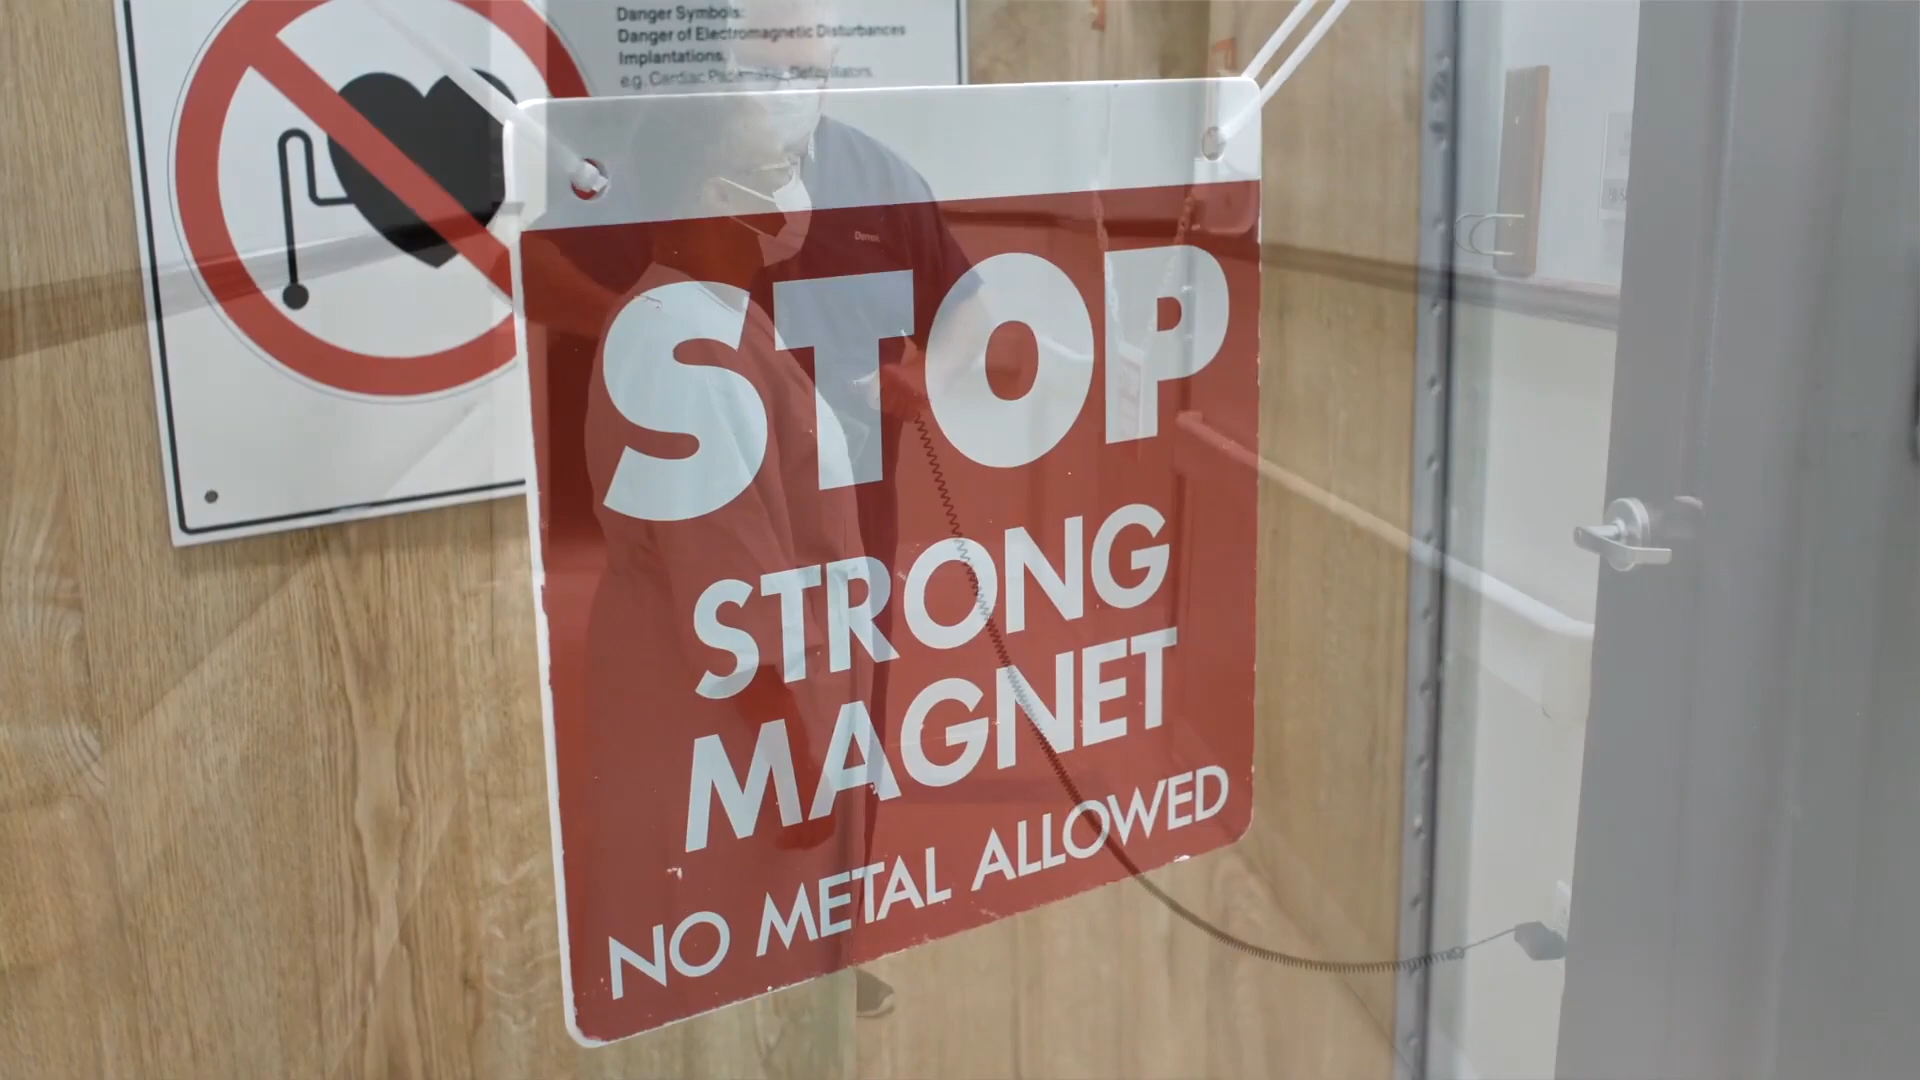 Danger Symbols:
Danger of Electromagnetic Disturbances
Implantations.
e.g. Cardiac Pacemaker, Defibrillators.
STOP
STRONG
MAGNET
NO METAL ALLOWED